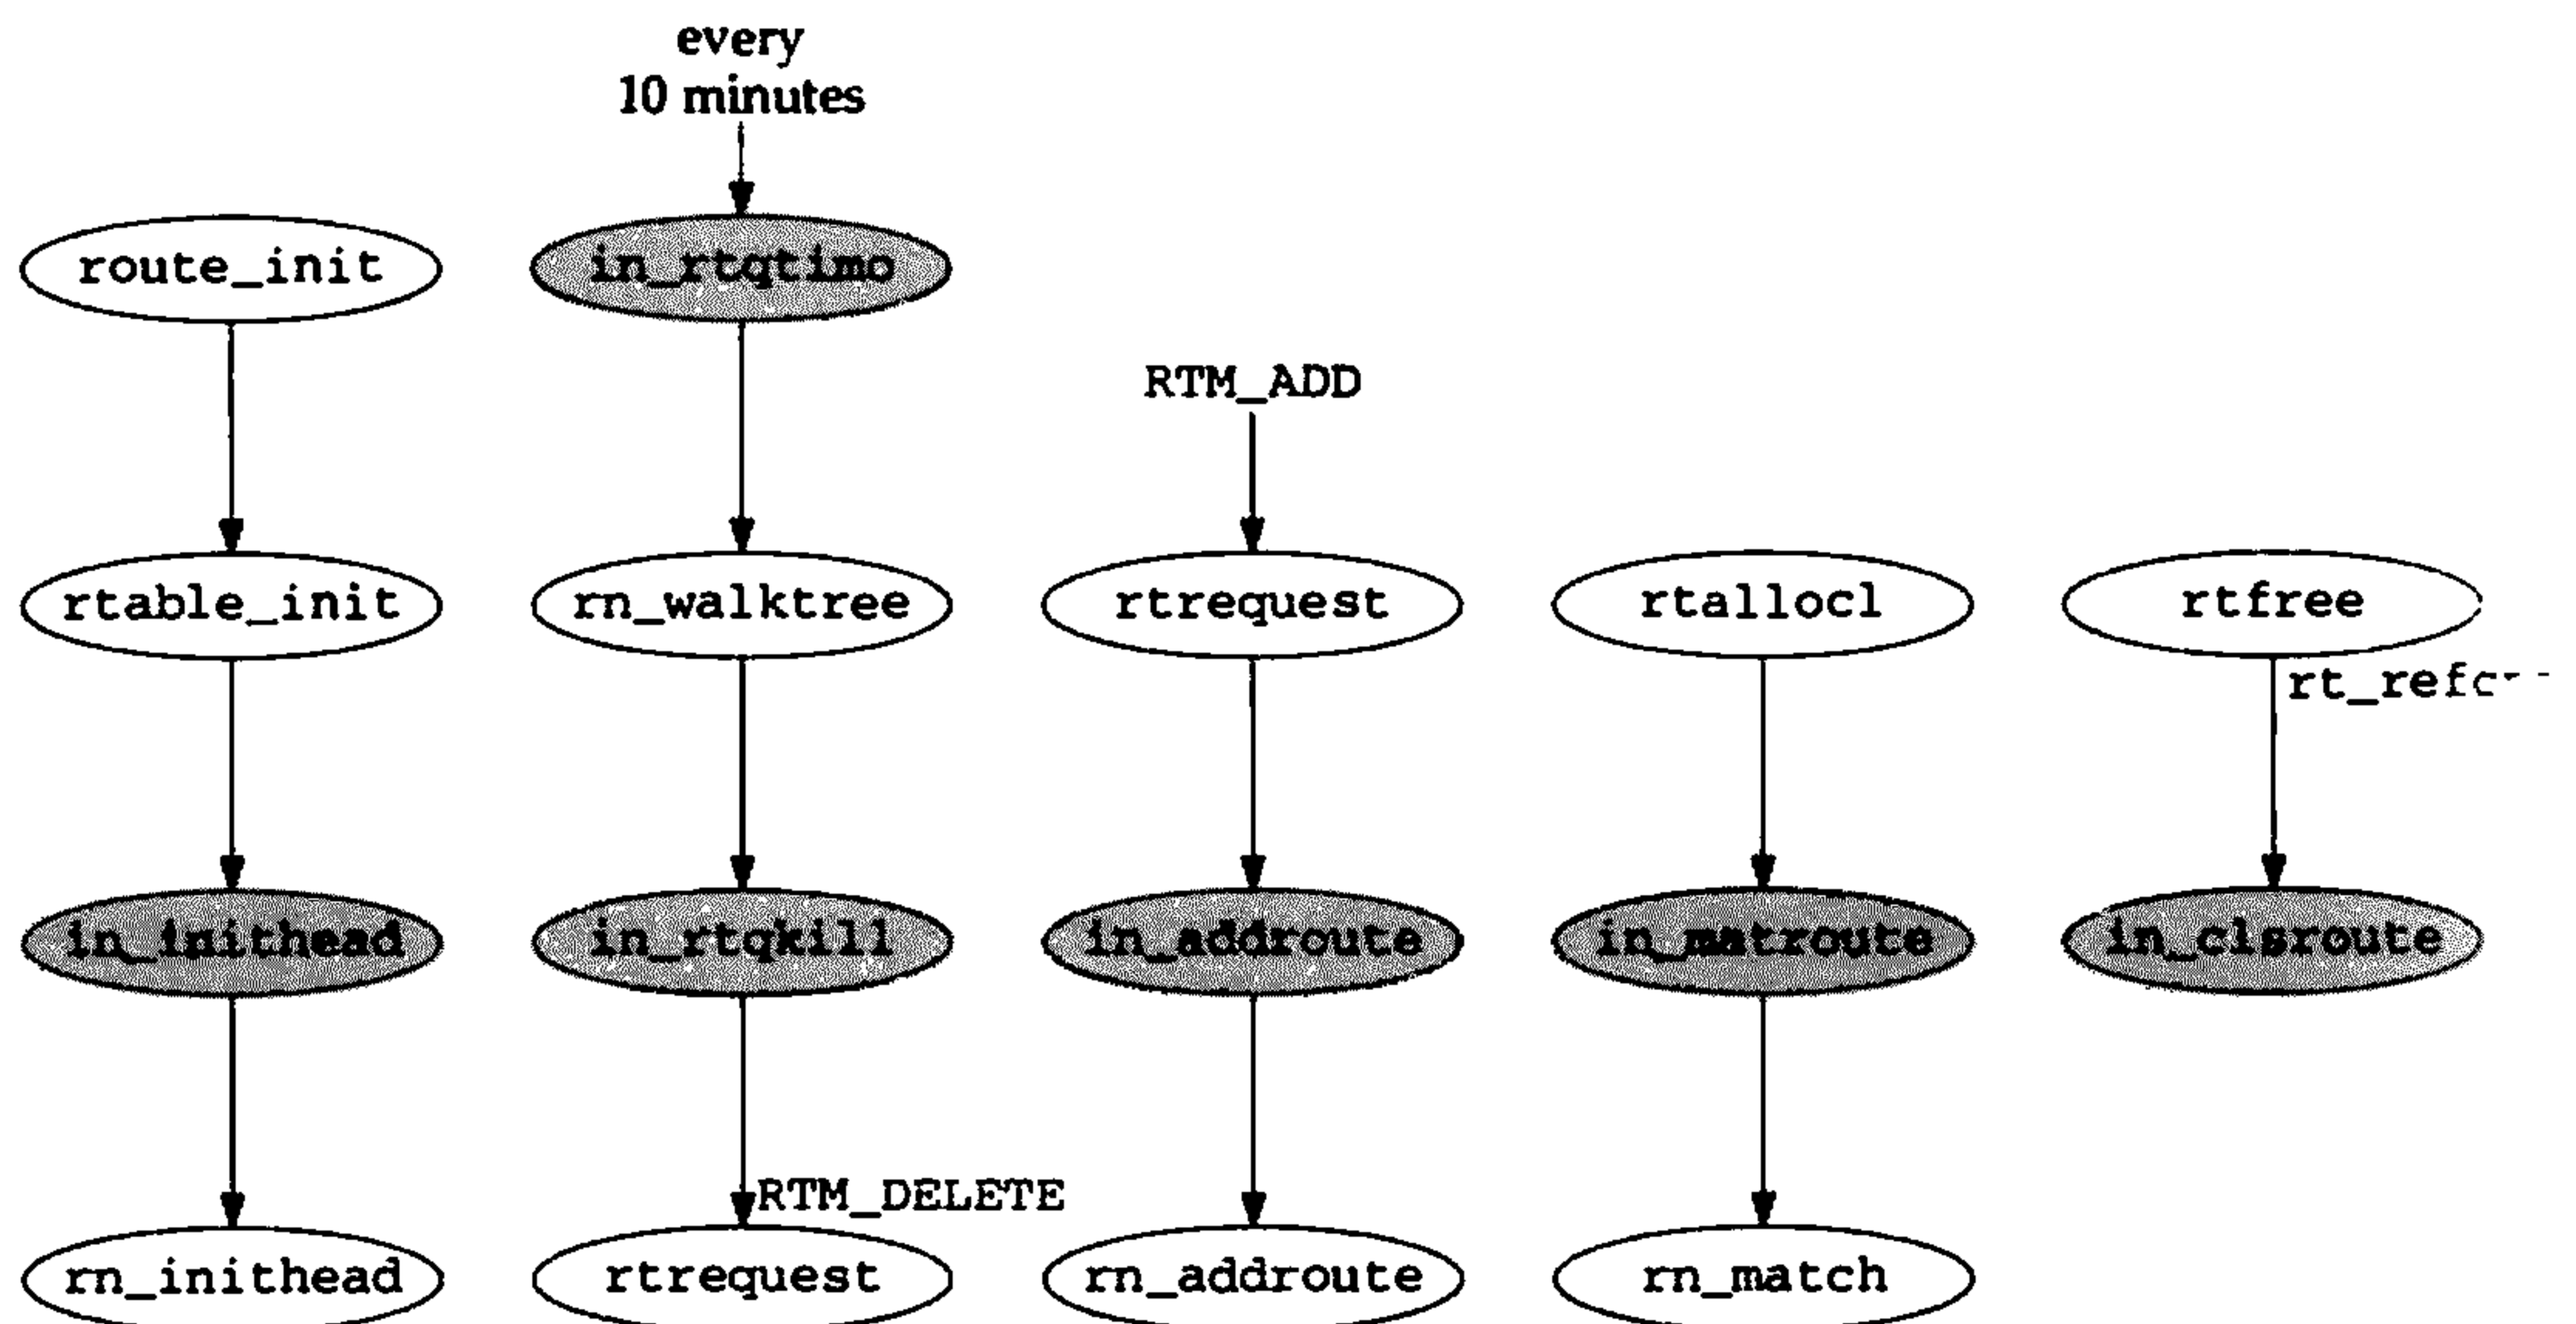 every
10 minutes
route_init
in_rtqtimo
RTM_ADD
rtable_init
rn_walktree
rtrequest
rtallocl
rtfree
in_inithead
in_rtqkill
in_addroute
in_matroute
in_clsroute
RTM_DELETE
rn_inithead
rtrequest
rn_addroute
rn_match